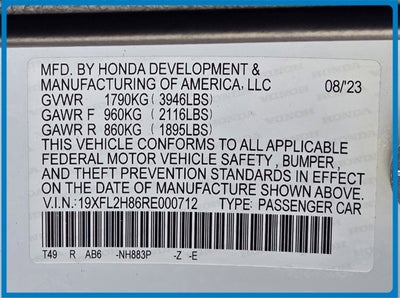 MFD. BY HONDA DEVELOPMENT &
MANUFACTURING OF AMERICA, LLC 08/'23
GVWR 1790KG (3946LBS)
GAWR F 960KG (2116LBS)
GAWR R 860KG (1895LBS)
THIS VEHICLE CONFORMS TO ALL APPLICABLE
FEDERAL MOTOR VEHICLE SAFETY, BUMPER,
AND THEFT PREVENTION STANDARDS IN EFFECT
ON THE DATE OF MANUFACTURE SHOWN ABOVE.
V.I.N:19XFL2H86RE000712 TYPE: PASSENGER CAR
T49 R AB6 -NH883P -Z -E